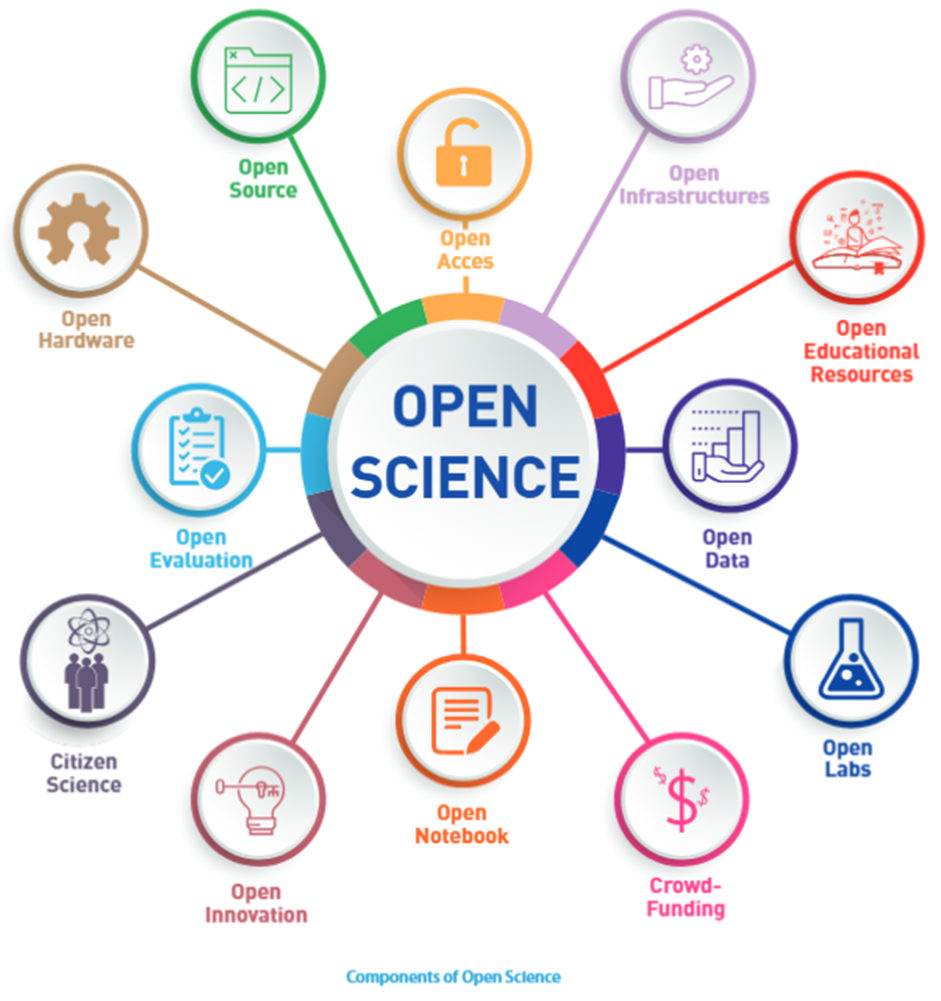 Open
Source
Open
Acces
Open
Infrastructures
Open
Hardware
Open
Educational
Resources
OPEN
SCIENCE
Open
Evaluation
Open
Data
Citizen
Science
Open
Labs
Open
Innovation
Open
Notebook
Crowd-
Funding
Components of Open Science